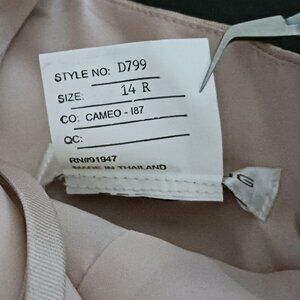 STYLE NO: D799
SIZE: 14 R
CO: CAMEO - I87
QC:
RN#91947
MADE IN THAILAND
G